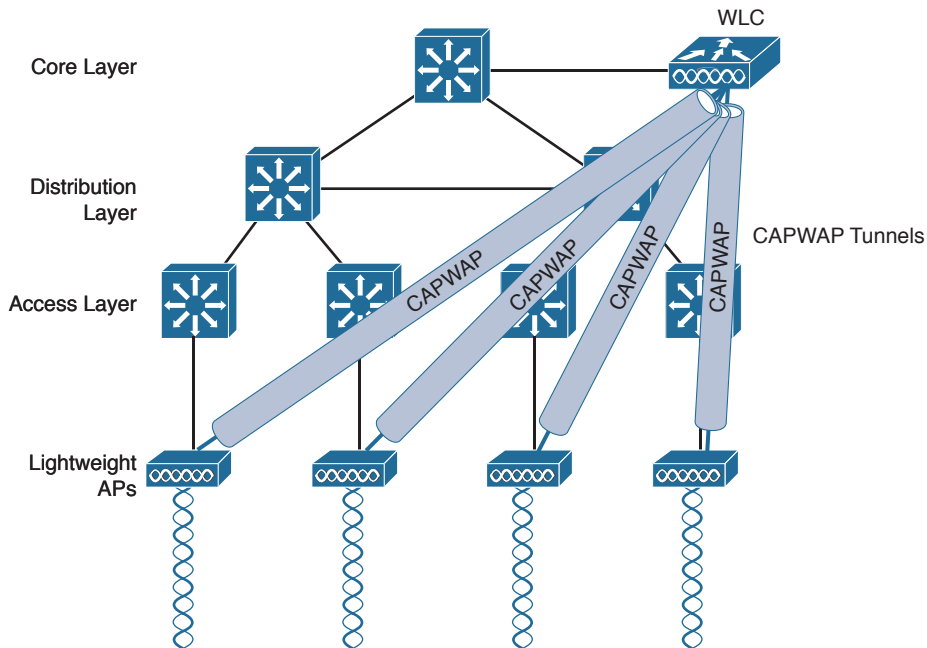 WLC
Core Layer
Distribution
Layer
CAPWAP Tunnels
CAPWAP
CAPWAP
CAPWAP
CAPWAP
Access Layer
Lightweight
APs